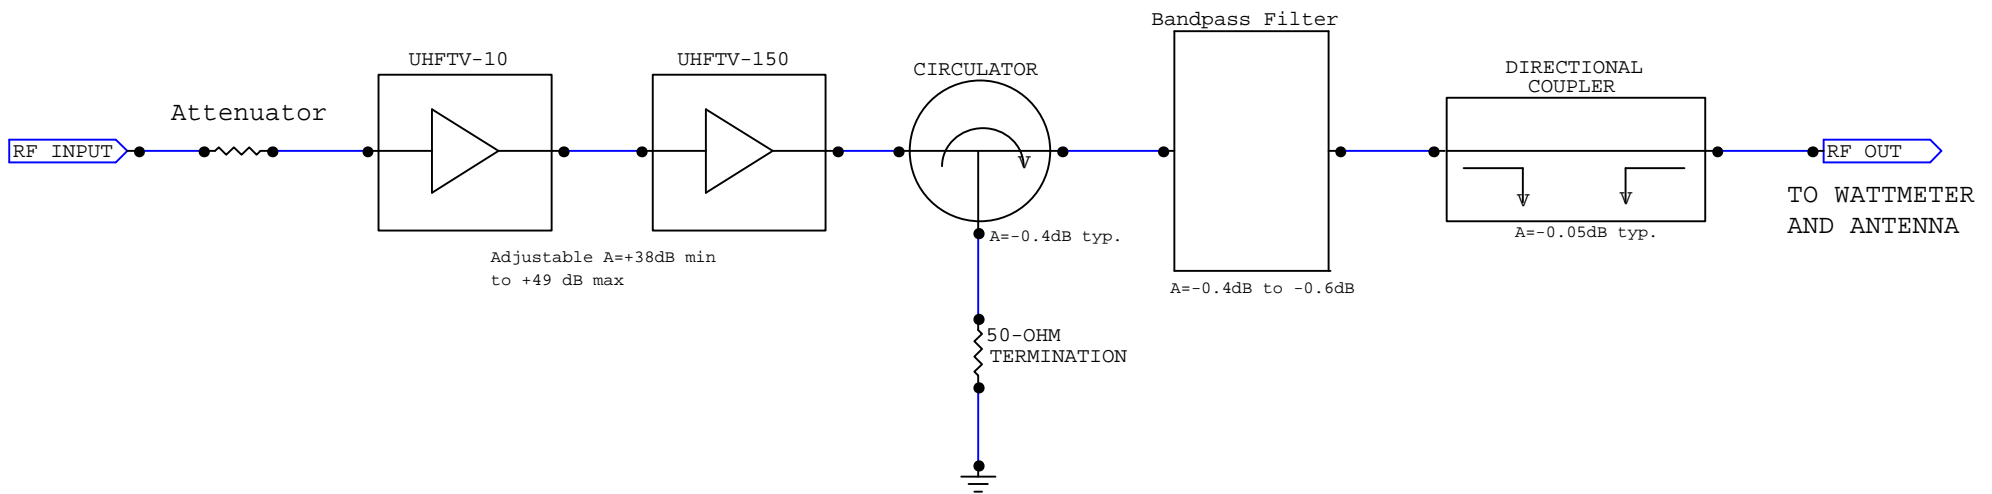 RF INPUT
Attenuator
UHFTV-10
UHFTV-150
Adjustable A=+38dB min
to +49 dB max
CIRCULATOR
V
A=-0.4dB typ.
50-OHM
TERMINATION
Bandpass Filter
A=-0.4dB to -0.6dB
DIRECTIONAL
COUPLER
V V
A=-0.05dB typ.
RF OUT
TO WATTMETER
AND ANTENNA